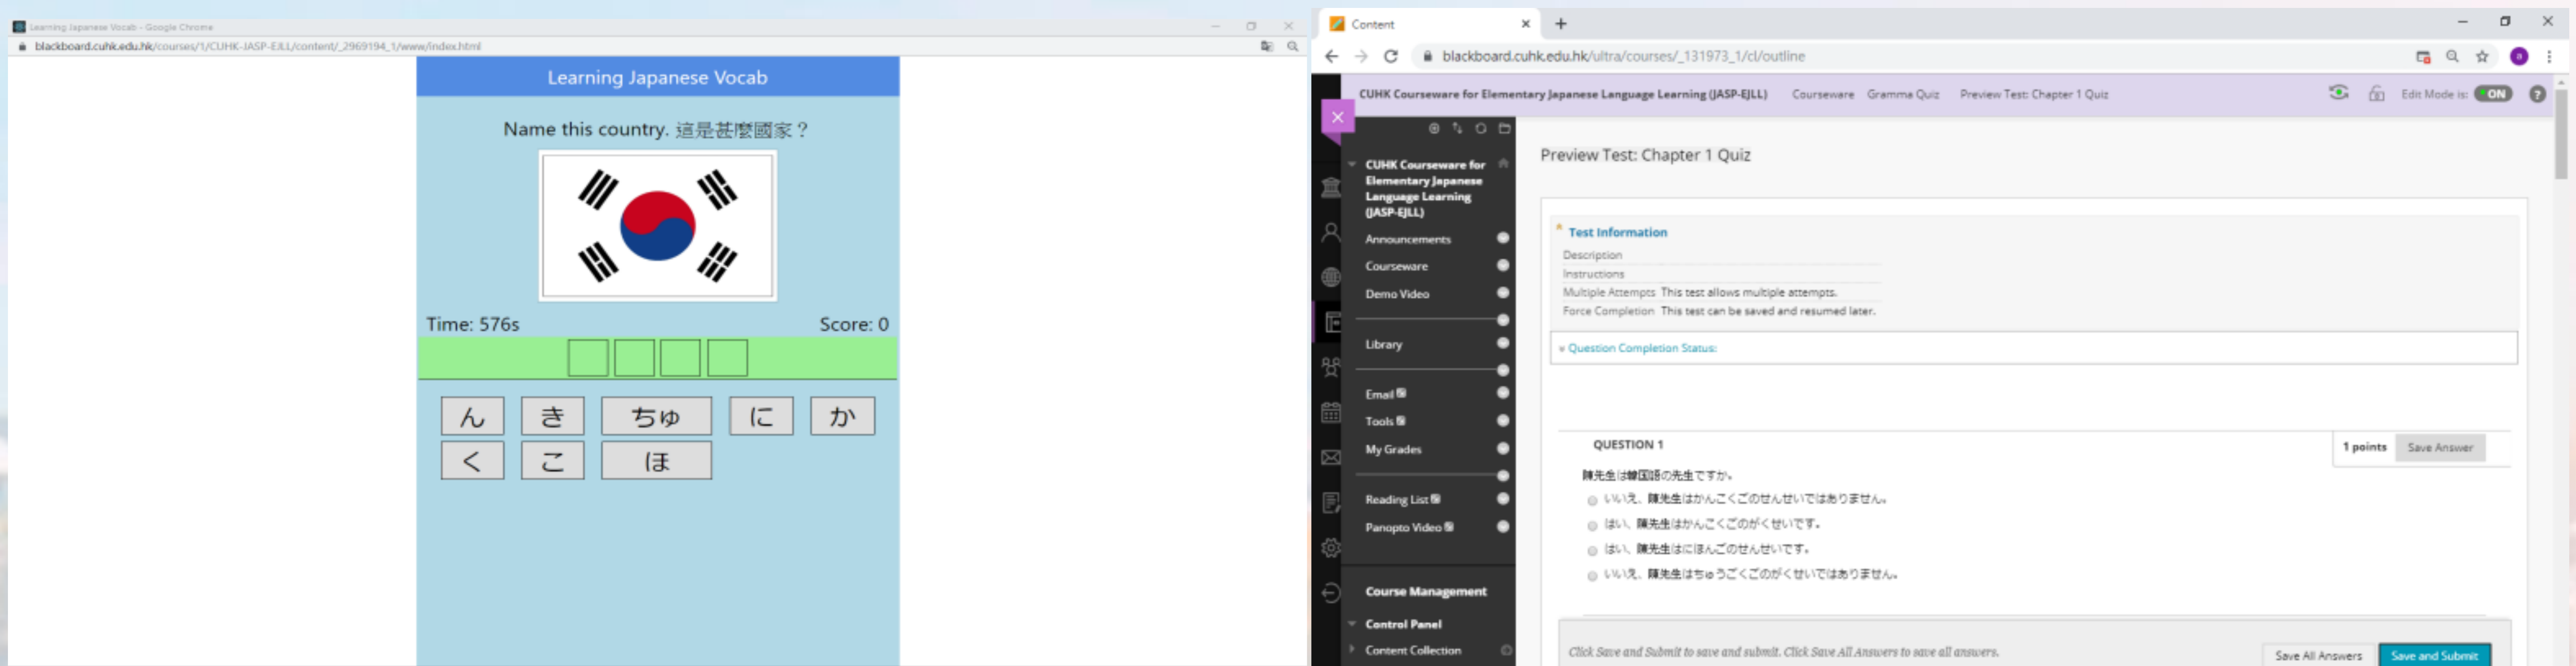 Learning Japanese Vocab - Google Chrome
blackboard.cuhk.edu.hk/courses/1/CUHK-JASP-EJLL/content/_2969194_1/www/index.html
Learning Japanese Vocab
Name this country. 這是甚麼國家？
Time: 576s
Score: 0
ん
き
ちゅ
に
か
く
こ
ほ
Content
blackboard.cuhk.edu.hk/ultra/courses/_131973_1/cl/outline
CUHK Courseware for Elementary Japanese Language Learning (JASP-EJLL)
Courseware
Gramma Quiz
Preview Test: Chapter 1 Quiz
Edit Mode is:
ON
CUHK Courseware for
Elementary Japanese
Language Learning
(JASP-EJLL)
Announcements
Courseware
Demo Video
Library
Email
Tools
My Grades
Reading List
Panopto Video
Course Management
Control Panel
Content Collection
Preview Test: Chapter 1 Quiz
Test Information
Description
Instructions
Multiple Attempts This test allows multiple attempts.
Force Completion This test can be saved and resumed later.
Question Completion Status:
QUESTION 1
1 points
Save Answer
陳先生は韓国語の先生ですか。
いいえ、陳先生はかんこくごのせんせいではありません。
はい、陳先生はかんこくごのがくせいです。
はい、陳先生はにほんごのせんせいです。
いいえ、陳先生はちゅうごくごのがくせいではありません。
Click Save and Submit to save and submit. Click Save All Answers to save all answers.
Save All Answers
Save and Submit